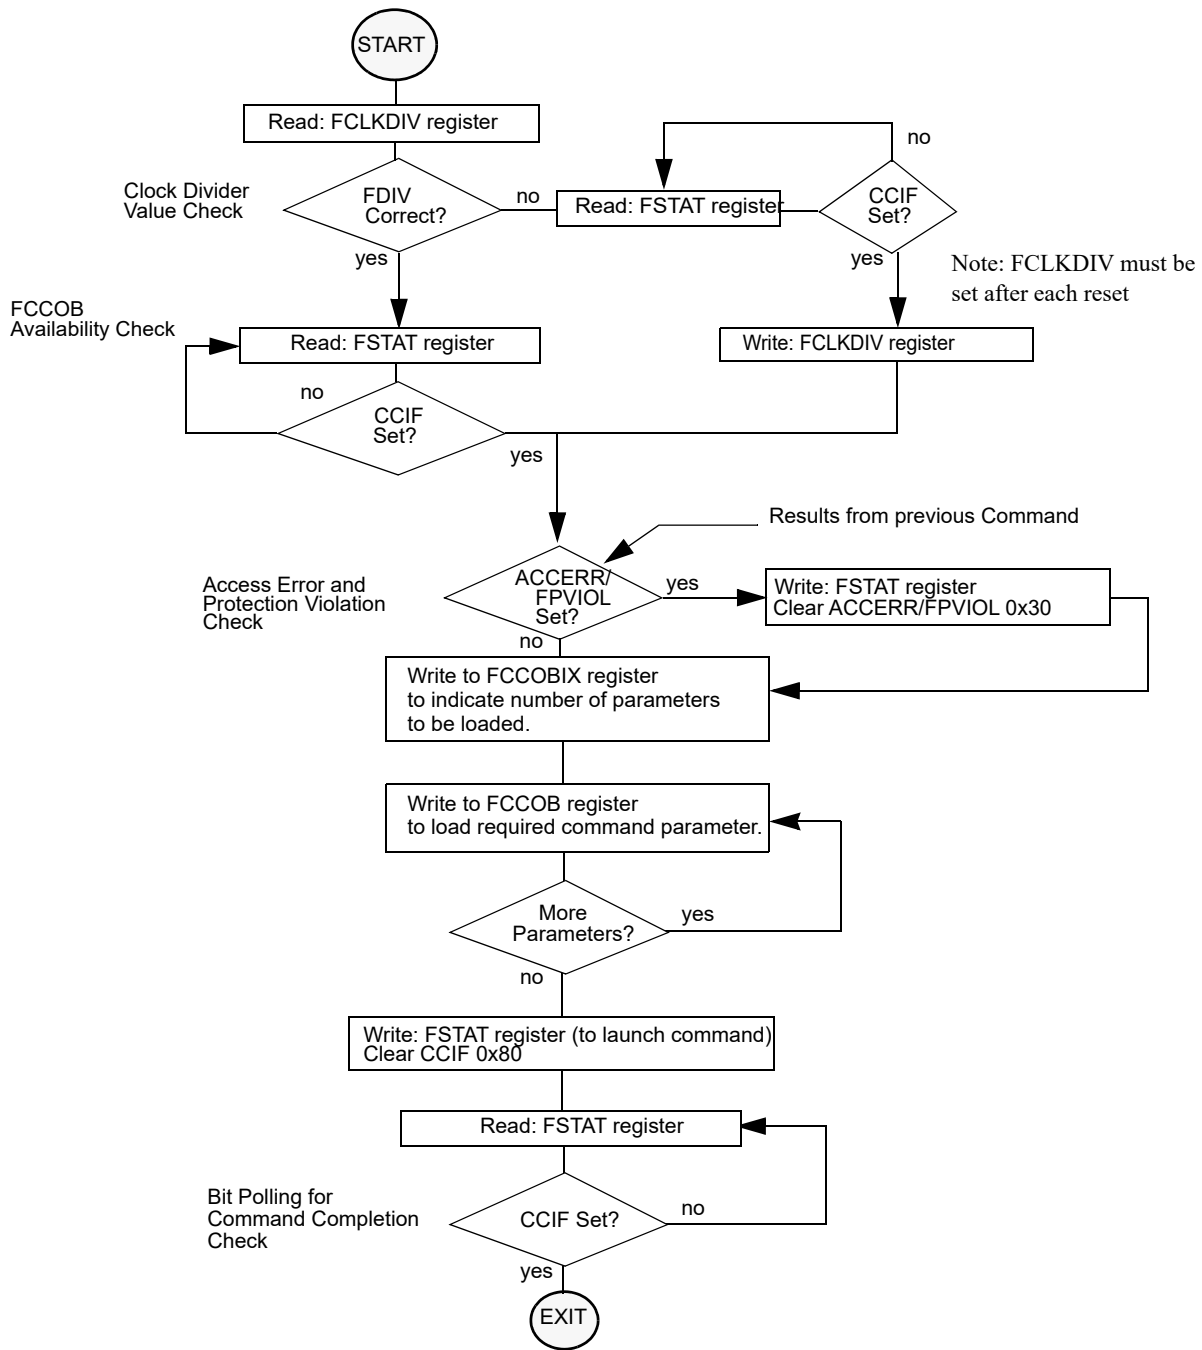 START
Read: FCLKDIV register
no
Clock Divider
Value Check
FDIV
Correct?
no
Read: FSTAT register
CCIF
Set?
yes
yes
Note: FCLKDIV must be
set after each reset
FCCOB
Availability Check
Read: FSTAT register
Write: FCLKDIV register
no
CCIF
Set?
yes
Results from previous Command
Access Error and
Protection Violation
Check
ACCERR/
FPVIOL
Set?
yes
Write: FSTAT register
Clear ACCERR/FPVIOL 0x30
no
Write to FCCOBIX register
to indicate number of parameters
to be loaded.
Write to FCCOB register
to load required command parameter.
More
Parameters?
yes
no
Write: FSTAT register (to launch command)
Clear CCIF 0x80
Read: FSTAT register
Bit Polling for
Command Completion
Check
CCIF Set?
no
yes
EXIT